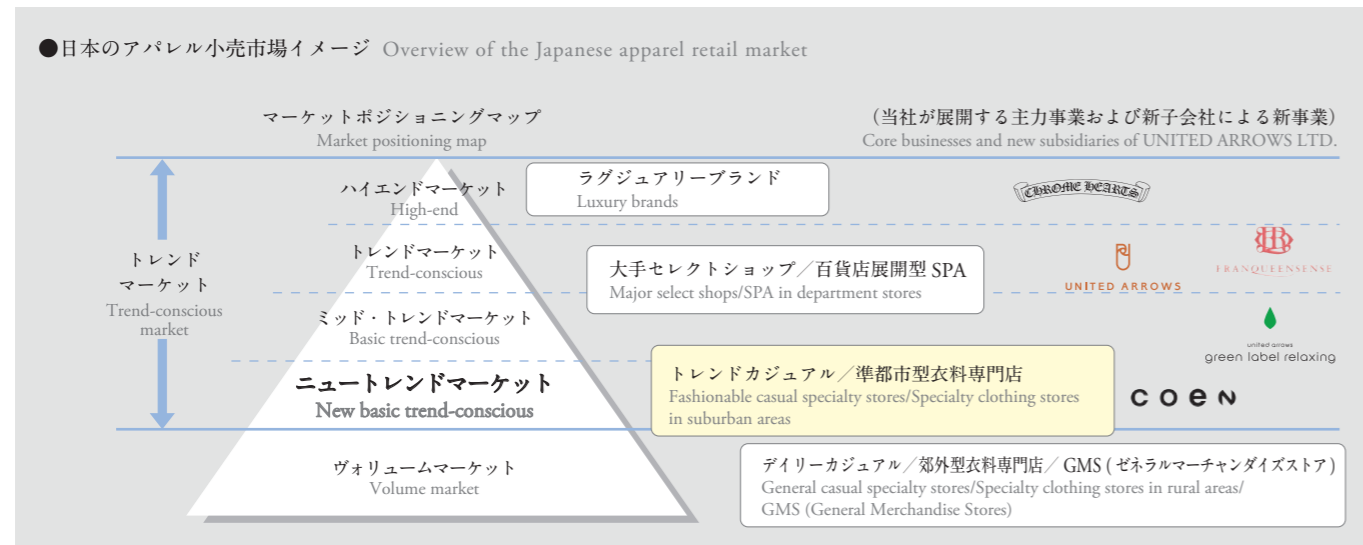 ●日本のアパレル小売市場イメージ Overview of the Japanese apparel retail market
マーケットポジショニングマップ
Market positioning map
（当社が展開する主力事業および新子会社による新事業）
Core businesses and new subsidiaries of UNITED ARROWS LTD.
トレンド
マーケット
Trend-conscious
market
ハイエンドマーケット
High-end
ラグジュアリーブランド
Luxury brands
CHROME HEARTS
トレンドマーケット
Trend-conscious
大手セレクトショップ／百貨店展開型 SPA
Major select shops/SPA in department stores
UNITED ARROWS
FRANQUEENSENSE
ミッド・トレンドマーケット
Basic trend-conscious
united arrows
green label relaxing
ニュートレンドマーケット
New basic trend-conscious
トレンドカジュアル／準都市型衣料専門店
Fashionable casual specialty stores/Specialty clothing stores
in suburban areas
coen
ヴォリュームマーケット
Volume market
デイリーカジュアル／郊外型衣料専門店／ GMS ( ゼネラルマーチャンダイズストア )
General casual specialty stores/Specialty clothing stores in rural areas/
GMS (General Merchandise Stores)